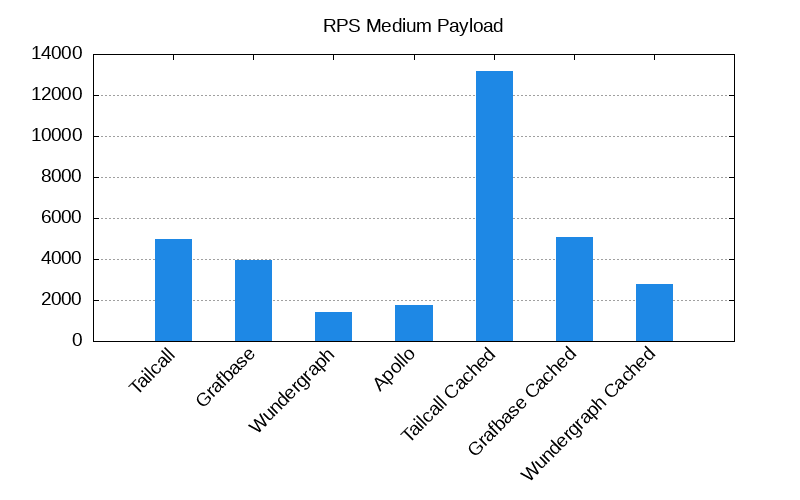 RPS Medium Payload
14000
12000
10000
8000
6000
4000
2000
0
Tailcall
Grafbase
Wundergraph
Apollo
Tailcall Cached
Grafbase Cached
Wundergraph Cached